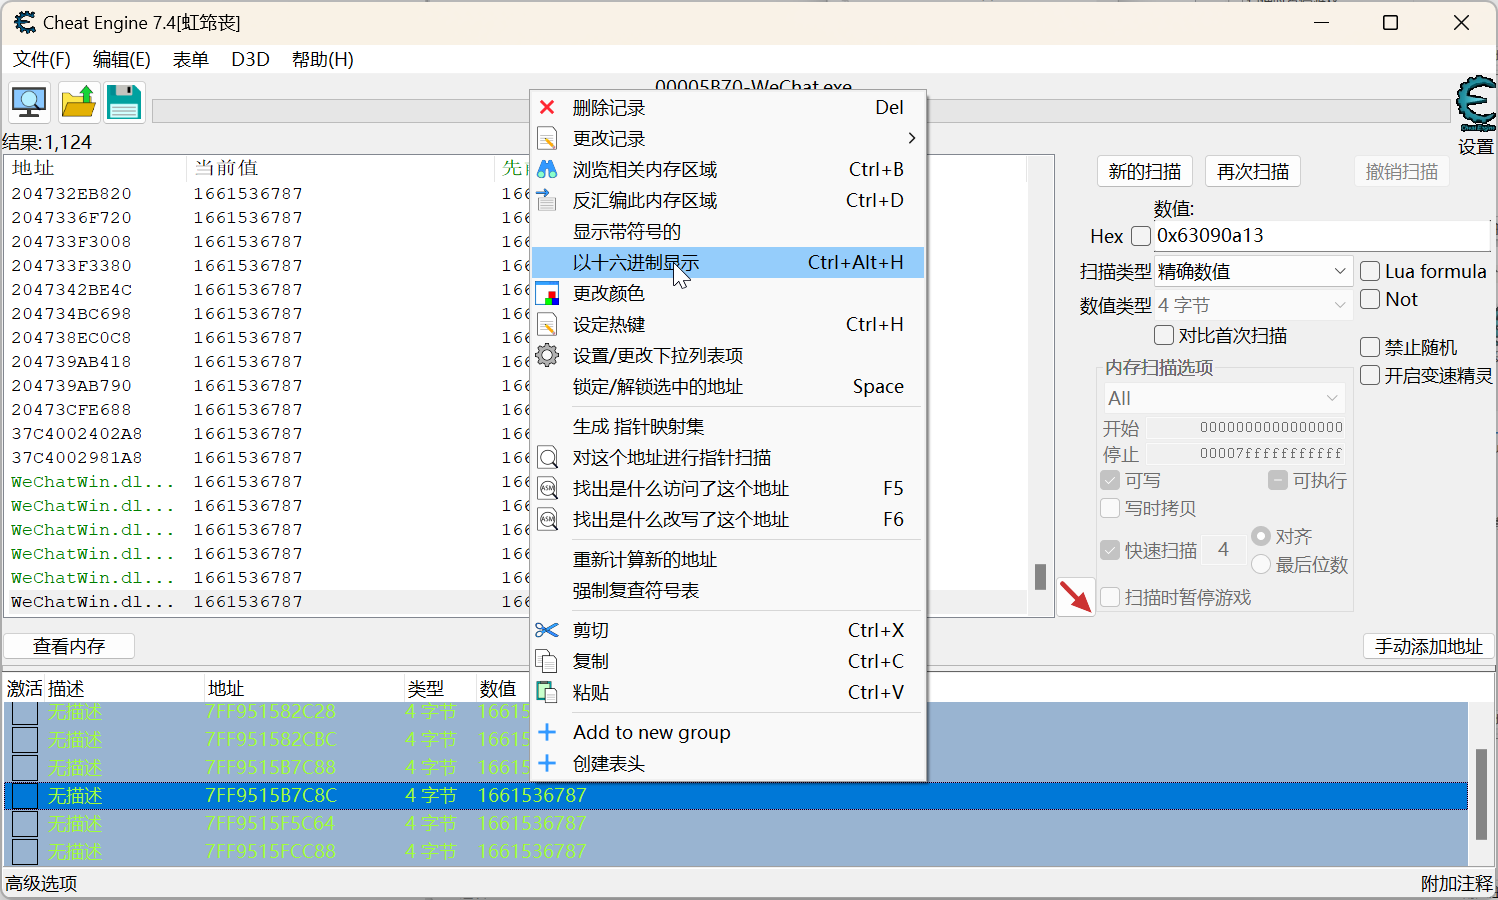 Cheat Engine 7.4[虹筇丧]
文件(F) 编辑(E) 表单 D3D 帮助(H)
00005B70-WeChat.exe
结果:1,124
设置
地址 当前值 先前
204732EB820 1661536787 166
2047336F720 1661536787 166
204733F3008 1661536787 166
204733F3380 1661536787 166
2047342BE4C 1661536787 166
204734BC698 1661536787 166
204738EC0C8 1661536787 166
204739AB418 1661536787 166
204739AB790 1661536787 166
20473CFE688 1661536787 166
37C4002402A8 1661536787 166
37C4002981A8 1661536787 166
WeChatWin.dl... 1661536787 166
WeChatWin.dl... 1661536787 166
WeChatWin.dl... 1661536787 166
WeChatWin.dl... 1661536787 166
WeChatWin.dl... 1661536787 166
WeChatWin.dl... 1661536787 166
删除记录 Del
更改记录
浏览相关内存区域 Ctrl+B
反汇编此内存区域 Ctrl+D
显示带符号的
以十六进制显示 Ctrl+Alt+H
更改颜色
设定热键 Ctrl+H
设置/更改下拉列表项
锁定/解锁选中的地址 Space
生成 指针映射集
对这个地址进行指针扫描
找出是什么访问了这个地址 F5
找出是什么改写了这个地址 F6
重新计算新的地址
强制复查符号表
剪切 Ctrl+X
复制 Ctrl+C
粘贴 Ctrl+V
Add to new group
创建表头
新的扫描 再次扫描 撤销扫描
数值:
Hex 0x63090a13
扫描类型 精确数值 Lua formula
数值类型 4 字节 Not
对比首次扫描
内存扫描选项 禁止随机
All 开启变速精灵
开始 0000000000000000
停止 00007fffffffffff
可写 可执行
写时拷贝
快速扫描 4 对齐
最后位数
扫描时暂停游戏
查看内存 手动添加地址
激活 描述 地址 类型 数值
无描述 7FF951582C28 4 字节 16615
无描述 7FF951582CBC 4 字节 16615
无描述 7FF9515B7C88 4 字节 16615
无描述 7FF9515B7C8C 4 字节 1661536787
无描述 7FF9515F5C64 4 字节 1661536787
无描述 7FF9515FCC88 4 字节 1661536787
高级选项 附加注释